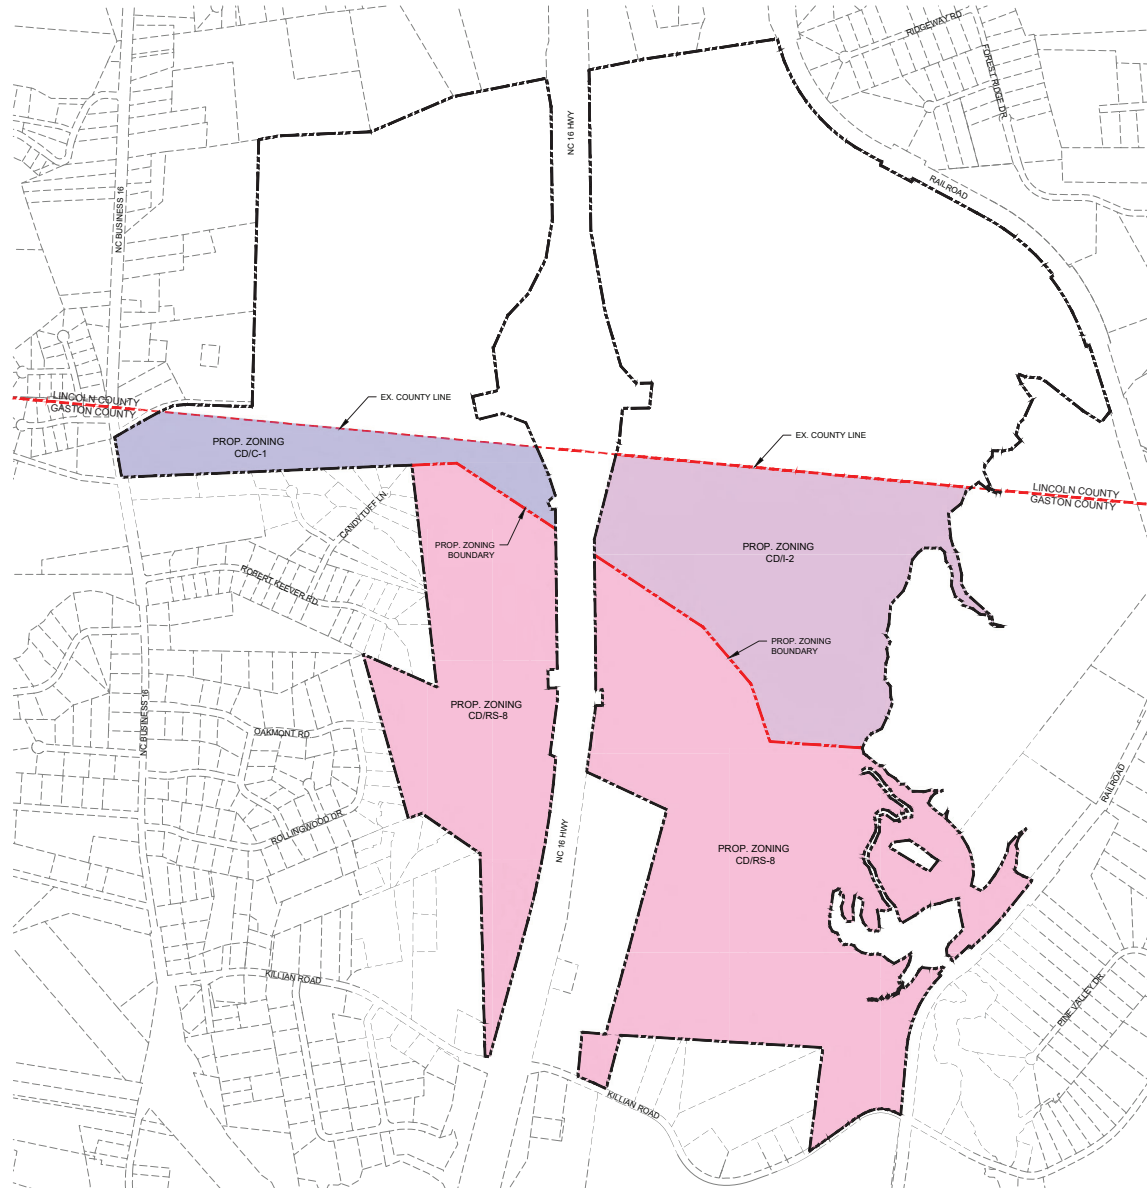 RIDGEWAY RD
FOREST RIDGE DR
NC 16 HWY
RAILROAD
NC BUSINESS 16
LINCOLN COUNTY
GASTON COUNTY
EX. COUNTY LINE
PROP. ZONING
CD/C-1
EX. COUNTY LINE
LINCOLN COUNTY
GASTON COUNTY
CANDYTUFF LN
PROP. ZONING
BOUNDARY
PROP. ZONING
CD/I-2
ROBERT KEEVER RD
PROP. ZONING
BOUNDARY
PROP. ZONING
CD/RS-8
NC BUSINESS 16
OAKMONT RD
RAILROAD
ROLLINGWOOD DR
NC 16 HWY
PROP. ZONING
CD/RS-8
KILLIAN ROAD
PINE VALLEY DR
KILLIAN ROAD